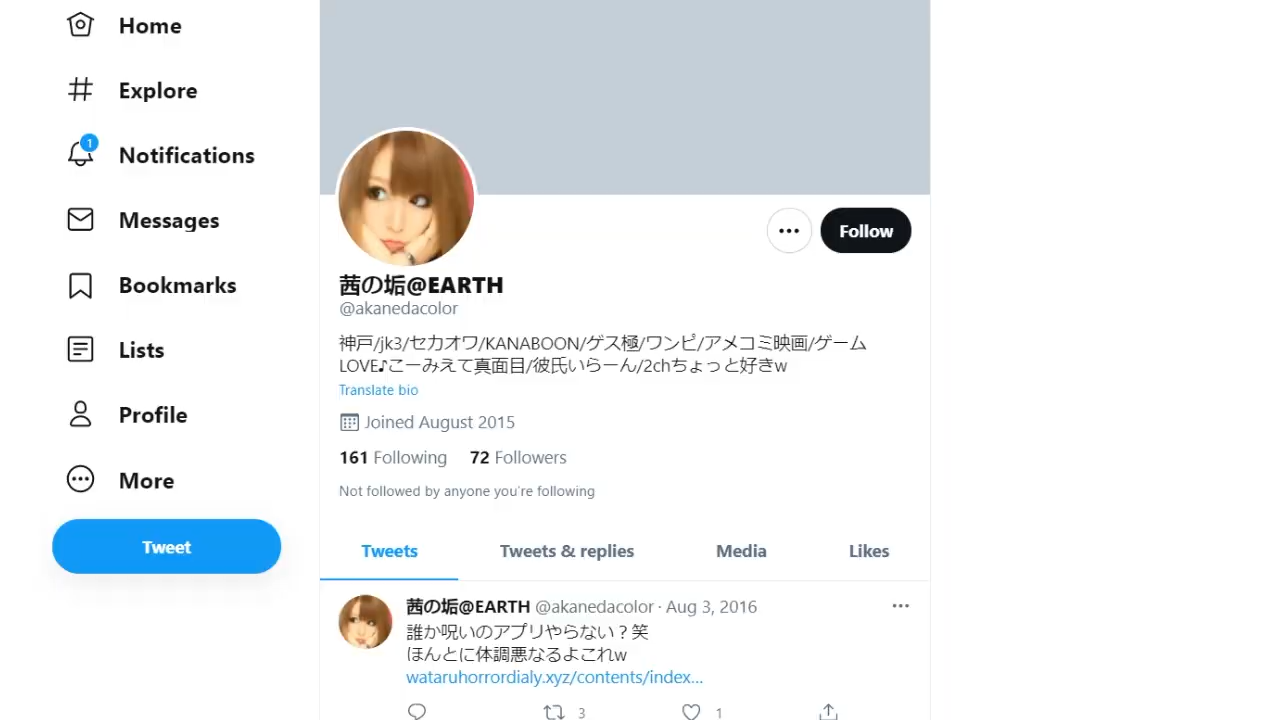 Home
Explore
1
Notifications
Messages
Bookmarks
Lists
Profile
More
Tweet
Follow
茜の垢@EARTH
@akanedacolor
神戸/jk3/セカオワ/KANABOON/ゲス極/ワンピ/アメコミ映画/ゲーム
LOVE♪こーみえて真面目/彼氏いらーん/2chちょっと好きw
Translate bio
Joined August 2015
161 Following 72 Followers
Not followed by anyone you're following
Tweets Tweets & replies Media Likes
茜の垢@EARTH @akanedacolor · Aug 3, 2016
誰か呪いのアプリやらない？笑
ほんとに体調悪なるよこれw
wataruhorrordialy.xyz/contents/index...
3 1